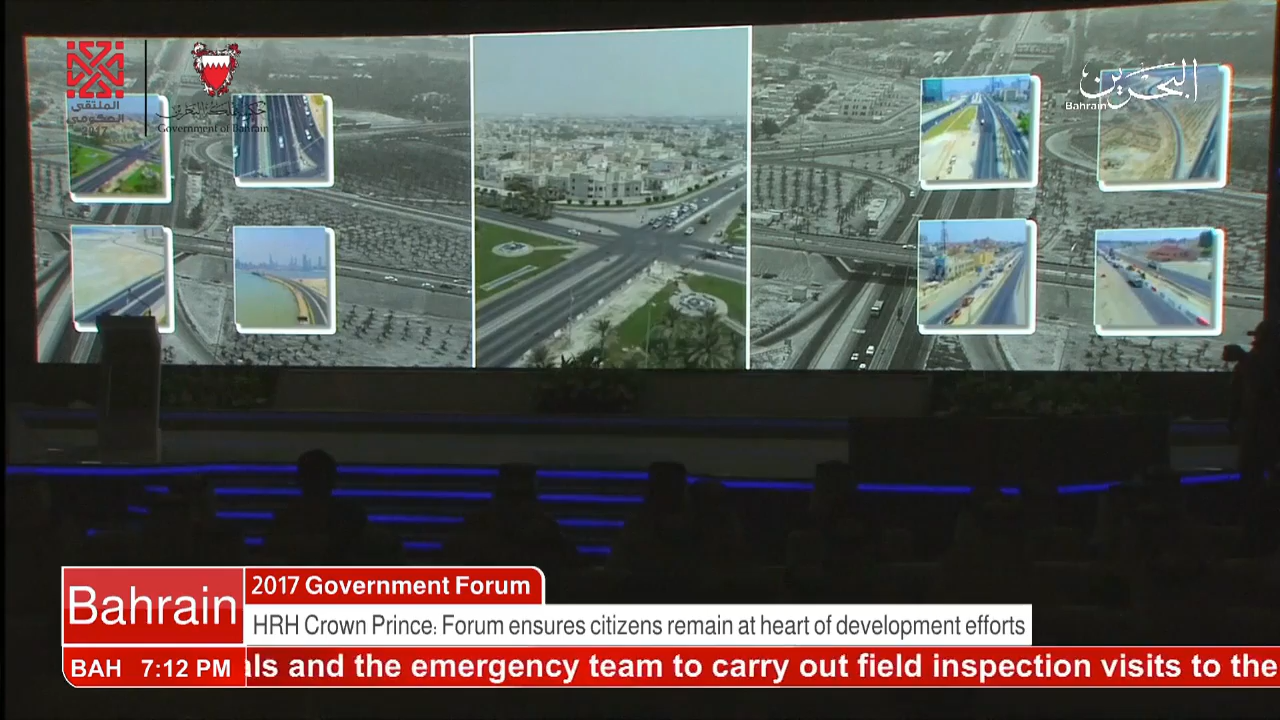 الملتقى
الحكومي
2017
Government of Bahrain
البحرين
Bahrain
Bahrain
2017 Government Forum
HRH Crown Prince: Forum ensures citizens remain at heart of development efforts
BAH 7:12 PM
als and the emergency team to carry out field inspection visits to the